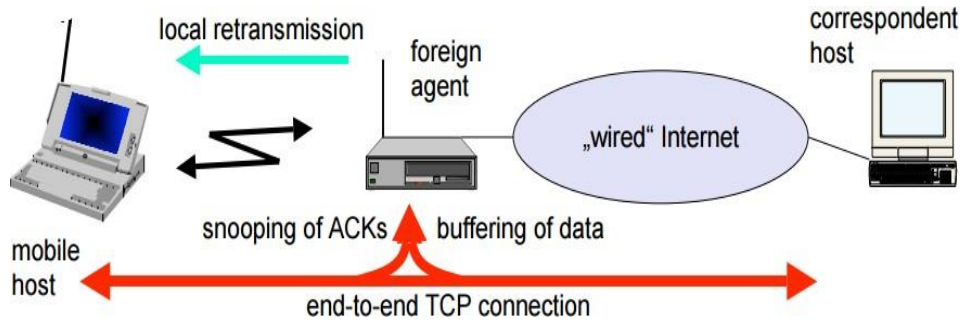 local retransmission
foreign
agent
correspondent
host
„wired“ Internet
snooping of ACKs
buffering of data
mobile
host
end-to-end TCP connection